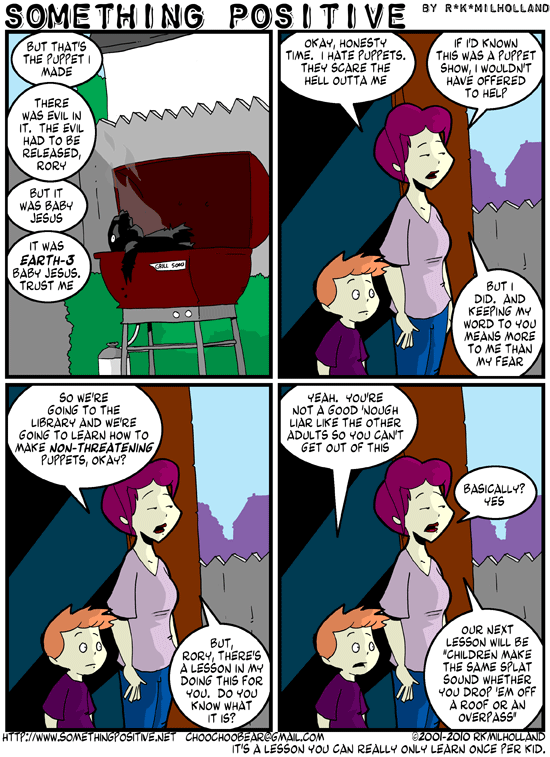 SOMETHING POSITIVE BY R*K*MILHOLLAND
BUT THAT'S
THE PUPPET I
MADE
THERE
WAS EVIL IN
IT. THE EVIL
HAD TO BE
RELEASED,
RORY
BUT IT
WAS BABY
JESUS
IT WAS
EARTH-3
BABY JESUS.
TRUST ME
GRILL SONG
OKAY, HONESTY
TIME. I HATE PUPPETS.
THEY SCARE THE
HELL OUTTA ME
IF I'D KNOWN
THIS WAS A PUPPET
SHOW, I WOULDN'T
HAVE OFFERED
TO HELP
BUT I
DID. AND
KEEPING MY
WORD TO YOU
MEANS MORE
TO ME THAN
MY FEAR
SO WE'RE
GOING TO THE
LIBRARY AND WE'RE
GOING TO LEARN HOW TO
MAKE NON-THREATENING
PUPPETS, OKAY?
BUT,
RORY, THERE'S
A LESSON IN MY
DOING THIS FOR
YOU. DO YOU
KNOW WHAT
IT IS?
YEAH. YOU'RE
NOT A GOOD 'NOUGH
LIAR LIKE THE OTHER
ADULTS SO YOU CAN'T
GET OUT OF THIS
BASICALLY?
YES
OUR NEXT
LESSON WILL BE
"CHILDREN MAKE
THE SAME SPLAT
SOUND WHETHER
YOU DROP 'EM OFF
A ROOF OR AN
OVERPASS"
HTTP://WWW.SOMETHINGPOSITIVE.NET CHOOCHOOBEAR@GMAIL.COM ©2001-2010 RKMILHOLLAND
IT'S A LESSON YOU CAN REALLY ONLY LEARN ONCE PER KID.